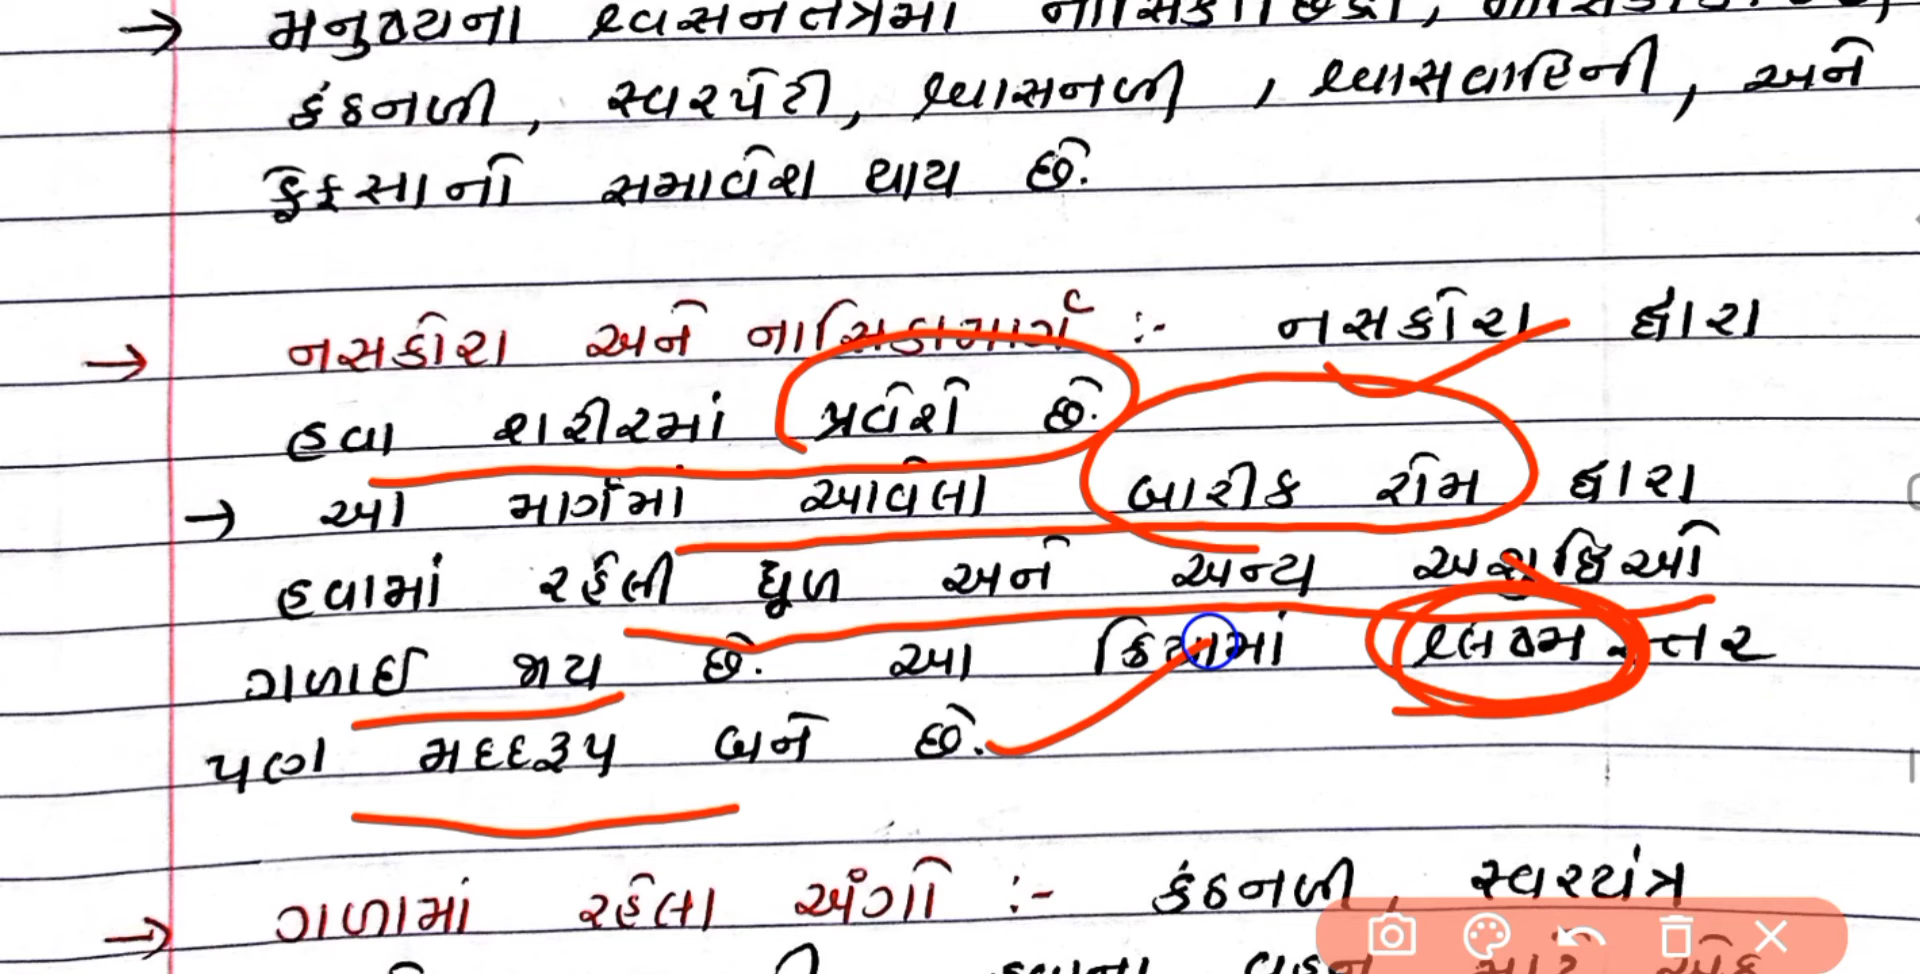 → મનુષ્યના શ્વસનતંત્રમાં નાસિકાછિદ્રો,
કંઠનળી, સ્વરપેટી, શ્વાસનળી, શ્વાસવાહિની, અને
ફેફસાનો સમાવેશ થાય છે.
→ નસકોરા અને નાસિકામાર્ગ :- નસકોરા દ્વારા
હવા શરીરમાં પ્રવેશે છે.
→ આ માર્ગમાં આવેલા બારીક રોમ દ્વારા
હવામાં રહેલી ધૂળ અને અન્ય અશુદ્ધિઓ
ગળાઈ જાય છે. આ ક્રિયામાં શ્લેષ્મ સ્તર
પણ મદદરૂપ બને છે.
→ ગળામાં રહેલા અંગો :- કંઠનળી, સ્વરયંત્ર